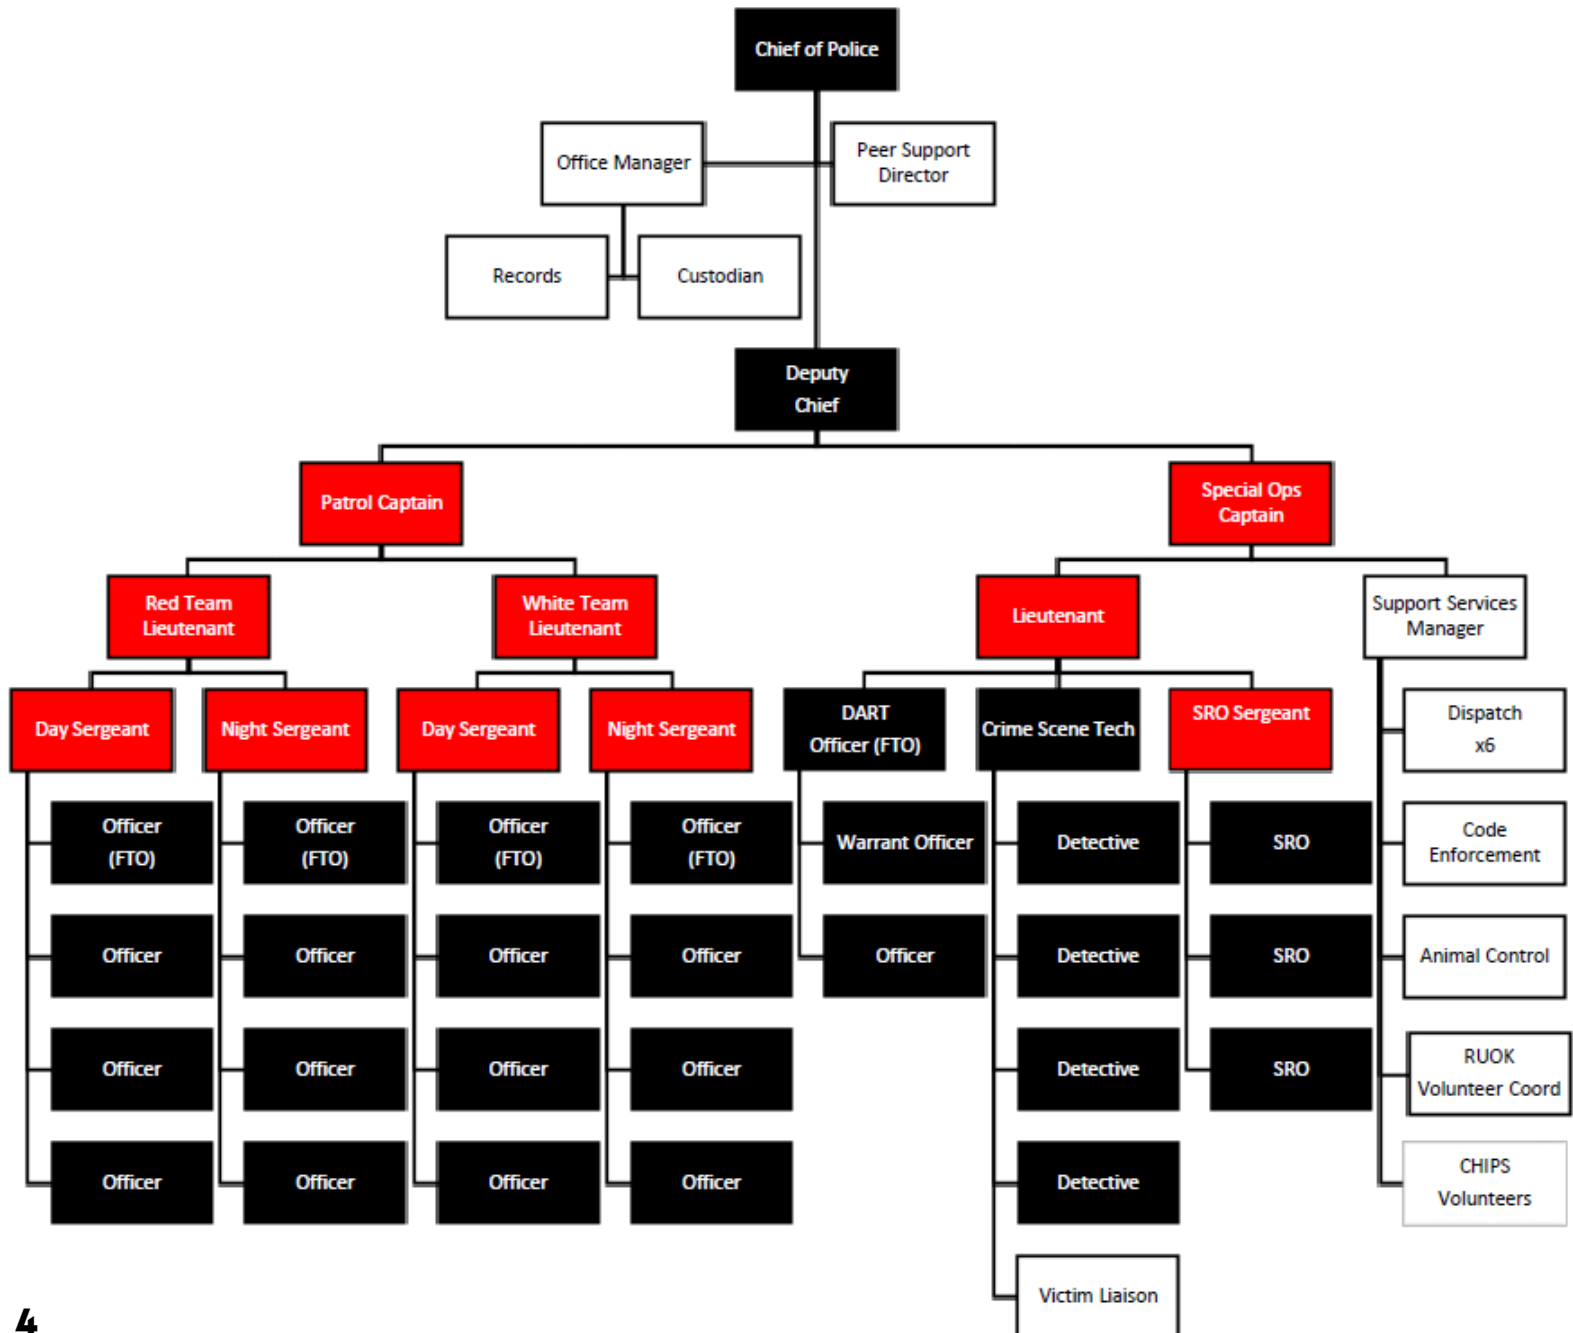 Chief of Police
Office Manager
Peer Support
Director
Records
Custodian
Deputy
Chief
Patrol Captain
Special Ops
Captain
Red Team
Lieutenant
White Team
Lieutenant
Lieutenant
Support Services
Manager
Day Sergeant
Night Sergeant
Day Sergeant
Night Sergeant
DART
Officer (FTO)
Crime Scene Tech
SRO Sergeant
Dispatch
x6
Officer
(FTO)
Officer
(FTO)
Officer
(FTO)
Officer
(FTO)
Warrant Officer
Detective
SRO
Code
Enforcement
Officer
Officer
Officer
Officer
Officer
Detective
SRO
Animal Control
Officer
Officer
Officer
Officer
Detective
SRO
RUOK
Volunteer Coord
Officer
Officer
Officer
Officer
Detective
CHIPS
Volunteers
Victim Liaison
4